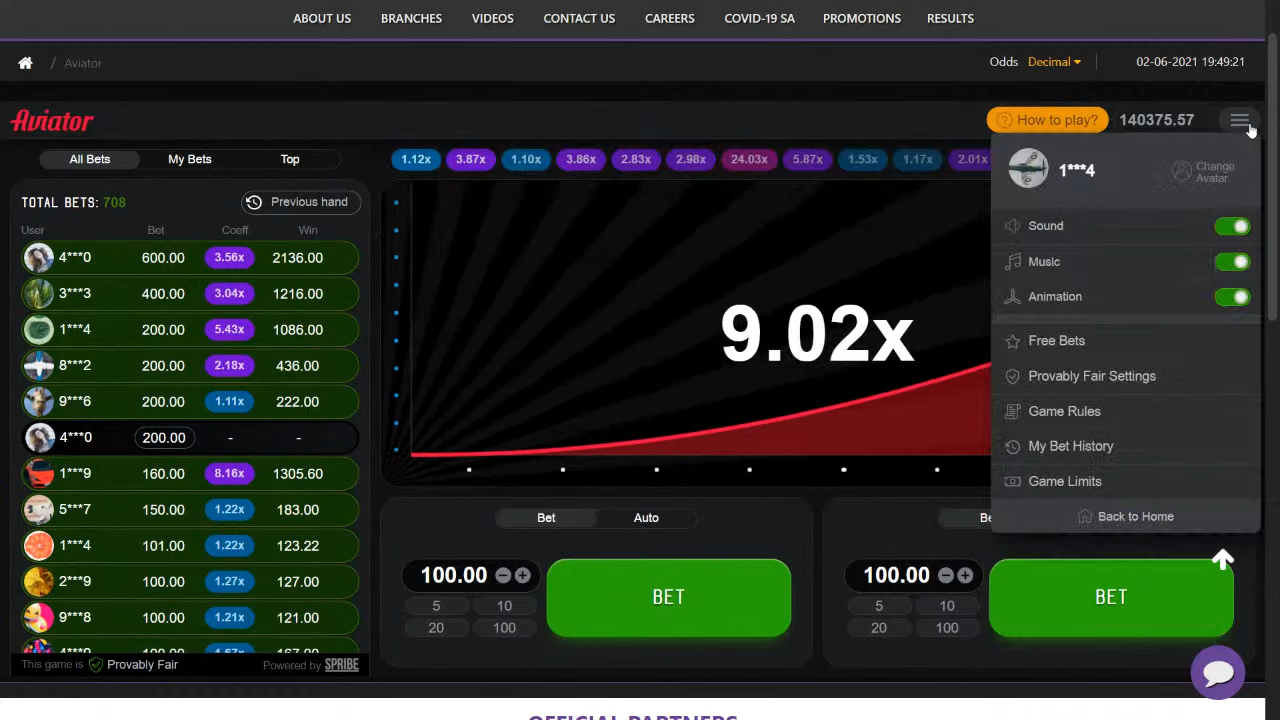 ABOUT US BRANCHES VIDEOS CONTACT US CAREERS COVID-19 SA PROMOTIONS RESULTS
/ Aviator
Odds Decimal 02-06-2021 19:49:21
Aviator
How to play? 140375.57
All Bets My Bets Top
1.12x 3.87x 1.10x 3.86x 2.83x 2.98x 24.03x 5.87x 1.53x 1.17x 2.01x
1***4
Change
Avatar
TOTAL BETS: 708
Previous hand
User Bet Coeff. Win
4***0 600.00 3.56x 2136.00
3***3 400.00 3.04x 1216.00
1***4 200.00 5.43x 1086.00
8***2 200.00 2.18x 436.00
9***6 200.00 1.11x 222.00
4***0 200.00 - -
1***9 160.00 8.16x 1305.60
5***7 150.00 1.22x 183.00
1***4 101.00 1.22x 123.22
2***9 100.00 1.27x 127.00
9***8 100.00 1.21x 121.00
This game is Provably Fair Powered by SPRIBE
9.02x
Sound
Music
Animation
Free Bets
Provably Fair Settings
Game Rules
My Bet History
Game Limits
Back to Home
Bet Auto
100.00
5 10
20 100
BET
100.00
5 10
20 100
BET
OFFICIAL PARTNERS